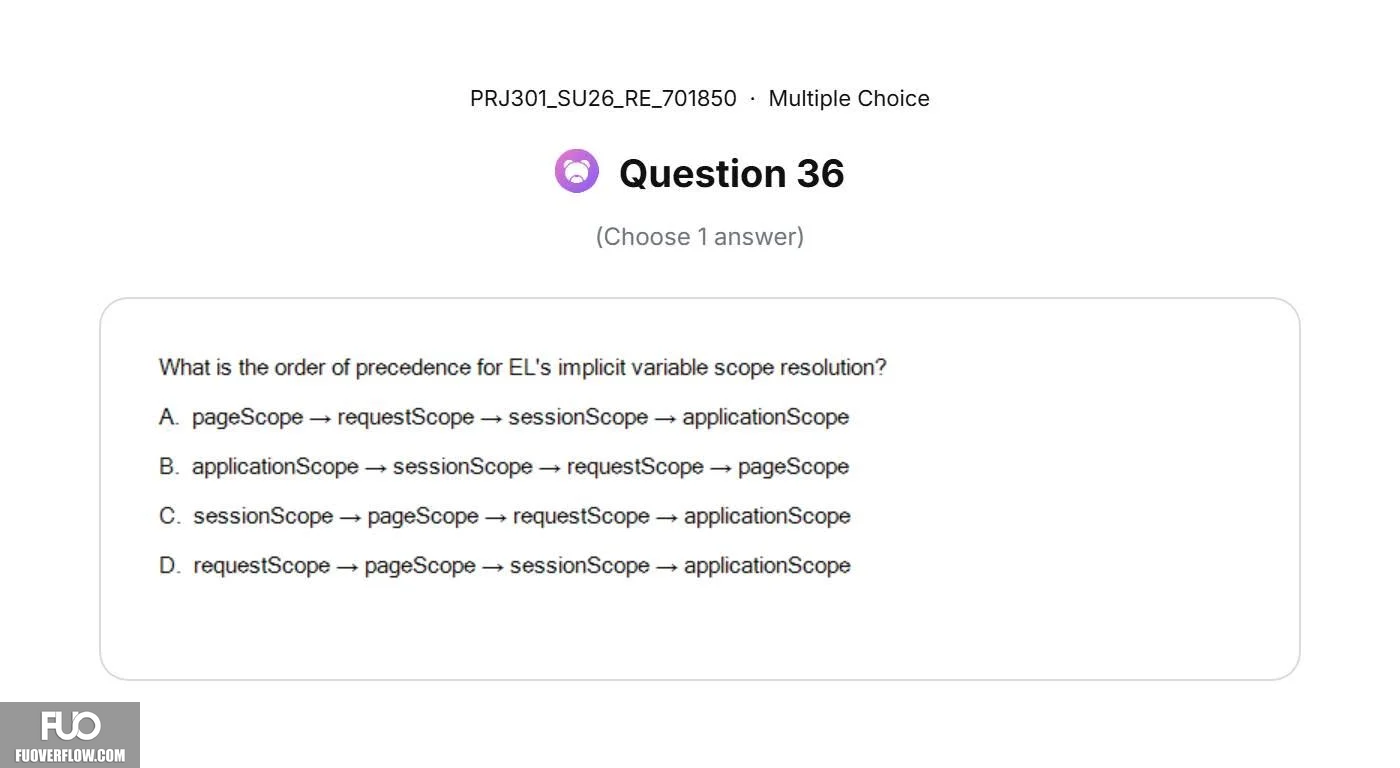 PRJ301_SU26_RE_701850 · Multiple Choice
Question 36
(Choose 1 answer)
What is the order of precedence for EL's implicit variable scope resolution?
A. pageScope → requestScope → sessionScope → applicationScope
B. applicationScope → sessionScope → requestScope → pageScope
C. sessionScope → pageScope → requestScope → applicationScope
D. requestScope → pageScope → sessionScope → applicationScope
FUO
FUOVERFLOW.COM